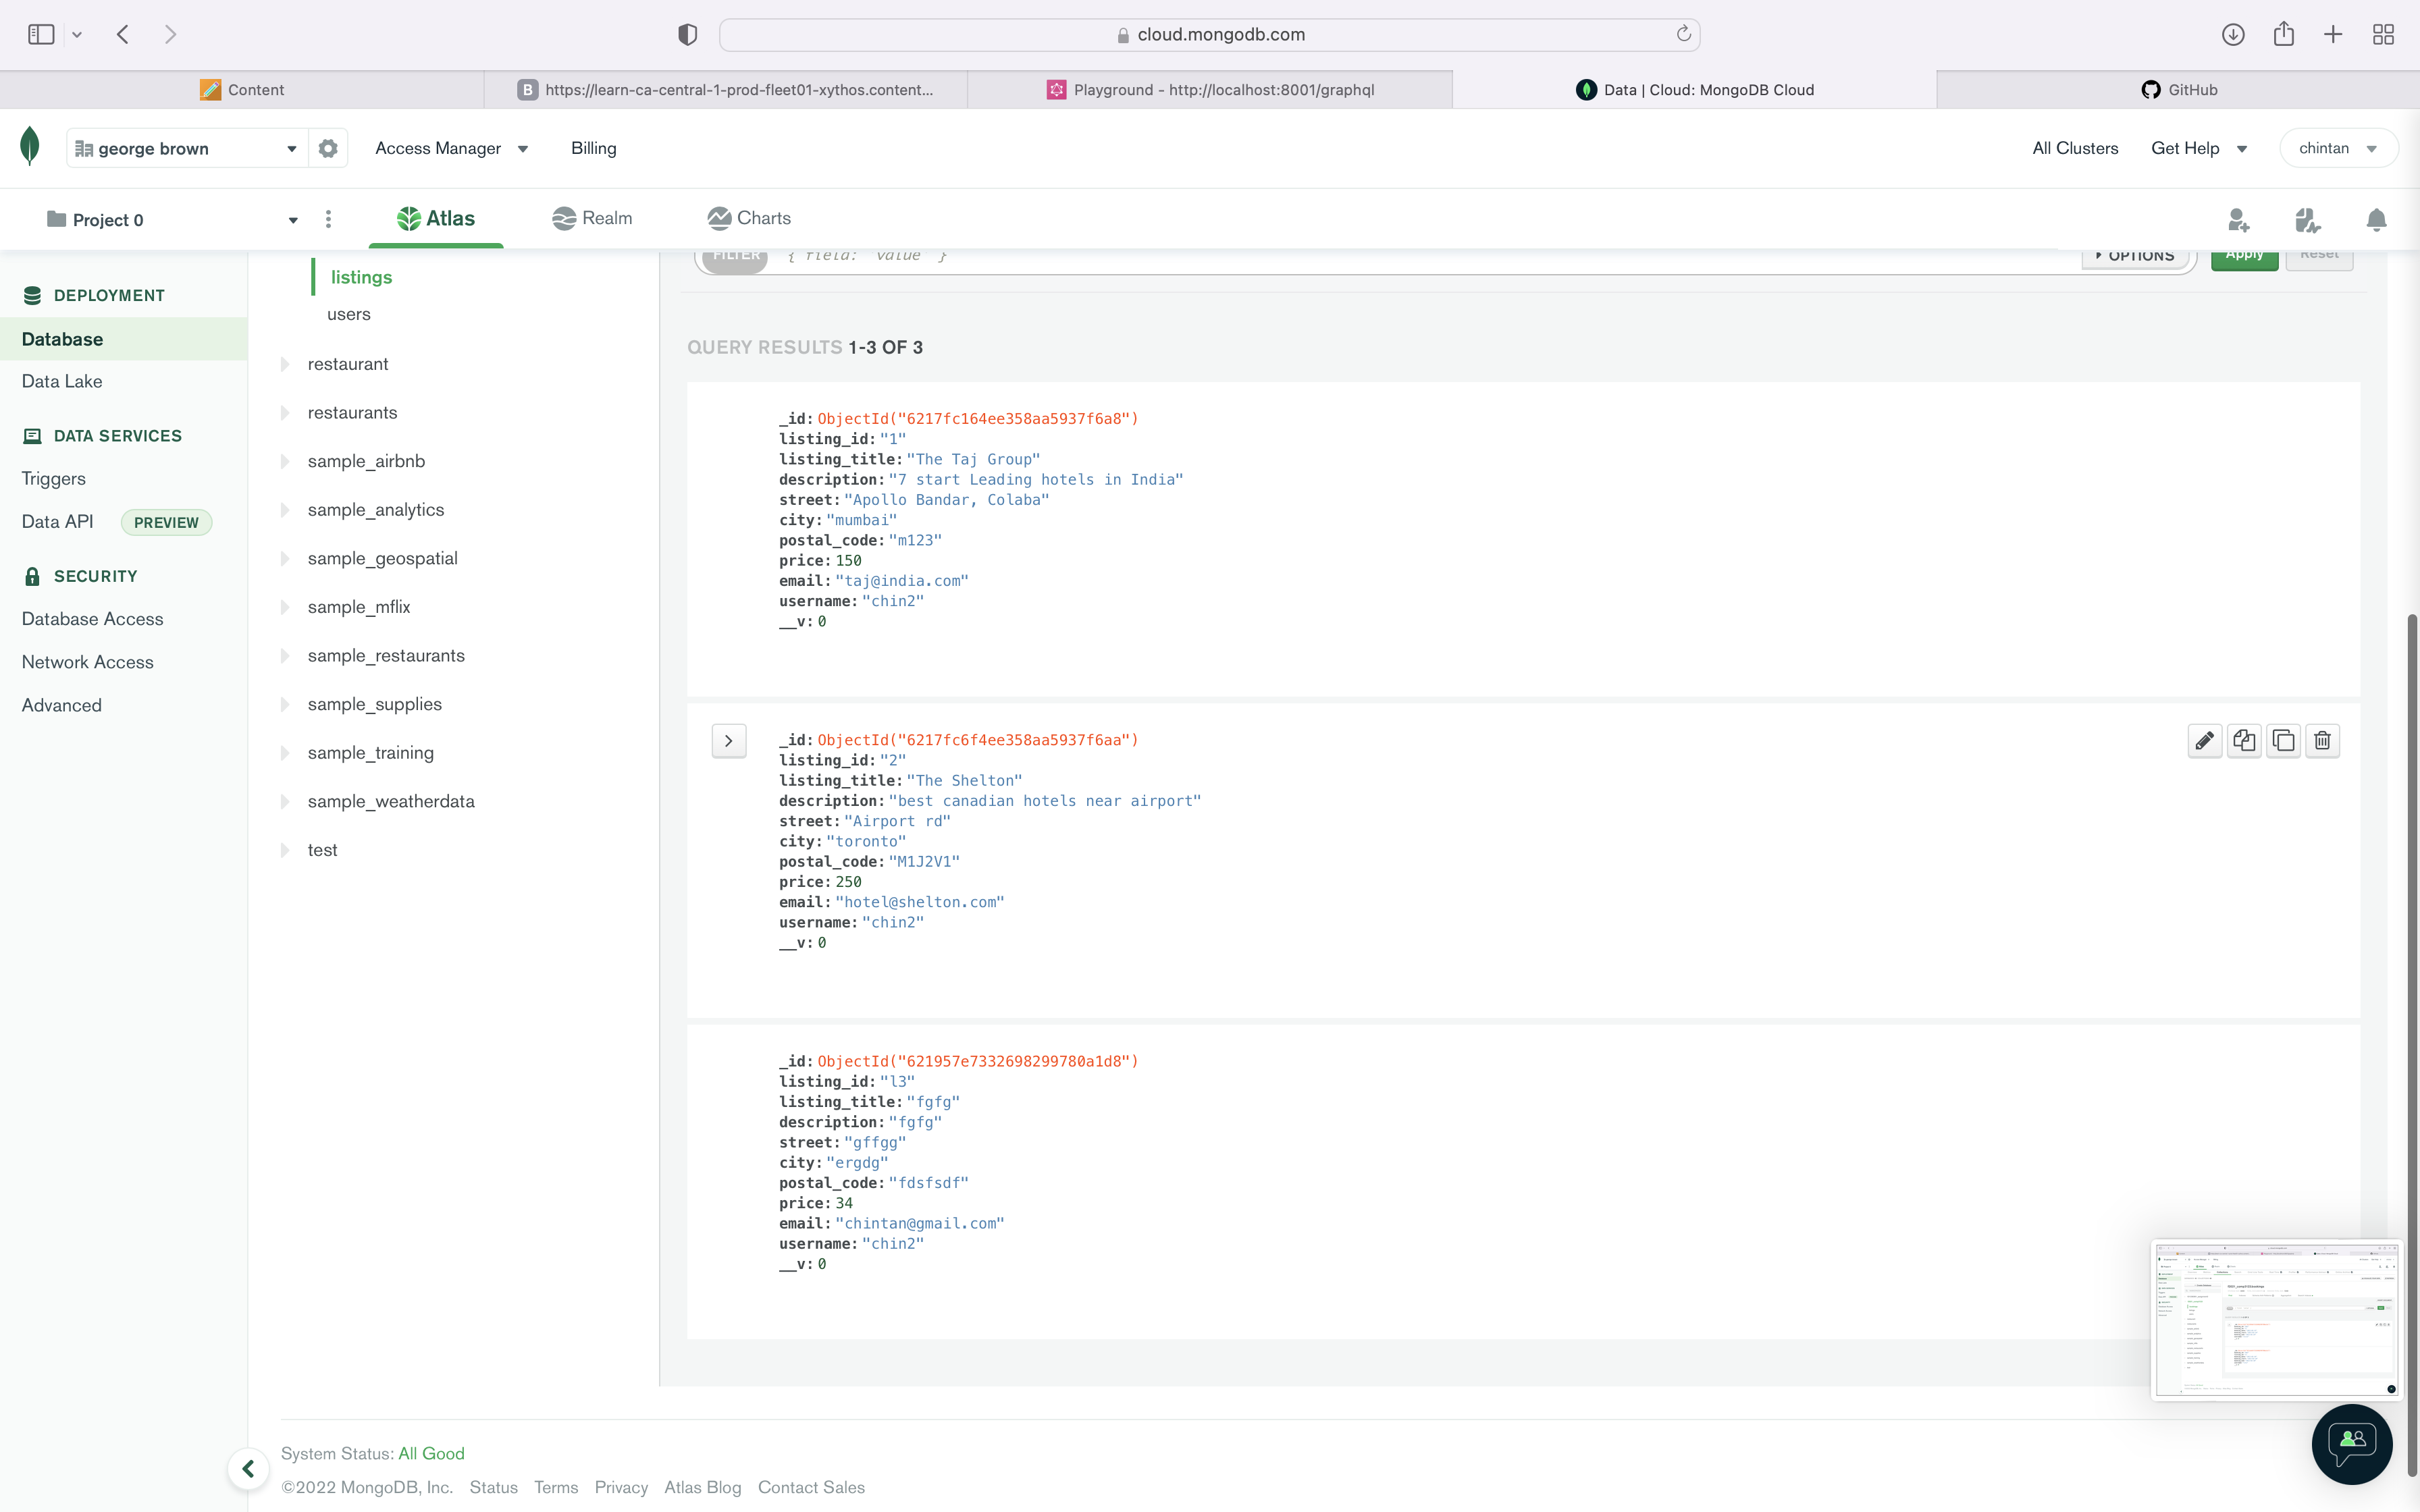 cloud.mongodb.com
Content
https://learn-ca-central-1-prod-fleet01-xythos.content...
Playground - http://localhost:8001/graphql
Data | Cloud: MongoDB Cloud
GitHub
george brown
Access Manager
Billing
All Clusters
Get Help
chintan
Project 0
Atlas
Realm
Charts
FILTER { field: 'value' }
OPTIONS
Apply
Reset
DEPLOYMENT
Database
Data Lake
DATA SERVICES
Triggers
Data API PREVIEW
SECURITY
Database Access
Network Access
Advanced
listings
users
restaurant
restaurants
sample_airbnb
sample_analytics
sample_geospatial
sample_mflix
sample_restaurants
sample_supplies
sample_training
sample_weatherdata
test
QUERY RESULTS 1-3 OF 3
_id: ObjectId("6217fc164ee358aa5937f6a8")
listing_id: "1"
listing_title: "The Taj Group"
description: "7 start Leading hotels in India"
street: "Apollo Bandar, Colaba"
city: "mumbai"
postal_code: "m123"
price: 150
email: "taj@india.com"
username: "chin2"
__v: 0
_id: ObjectId("6217fc6f4ee358aa5937f6aa")
listing_id: "2"
listing_title: "The Shelton"
description: "best canadian hotels near airport"
street: "Airport rd"
city: "toronto"
postal_code: "M1J2V1"
price: 250
email: "hotel@shelton.com"
username: "chin2"
__v: 0
_id: ObjectId("621957e7332698299780a1d8")
listing_id: "l3"
listing_title: "fgfg"
description: "fgfg"
street: "gffgg"
city: "ergdg"
postal_code: "fdsfsdf"
price: 34
email: "chintan@gmail.com"
username: "chin2"
__v: 0
System Status: All Good
©2022 MongoDB, Inc. Status Terms Privacy Atlas Blog Contact Sales